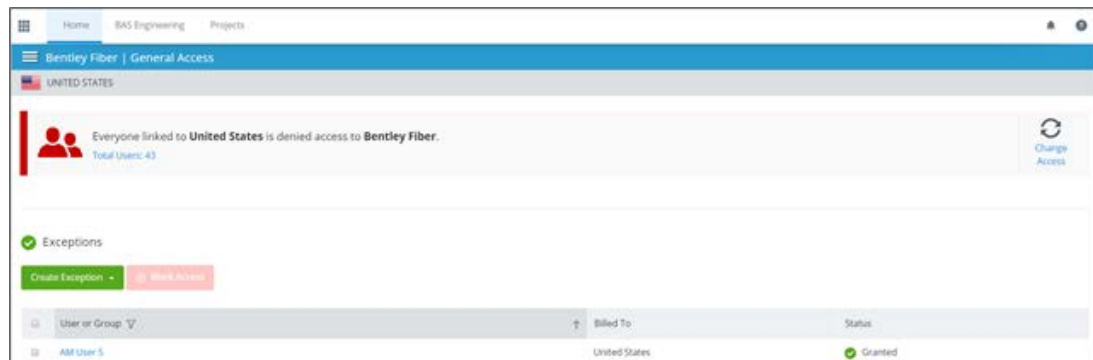 Home BAS Engineering Projects
Bentley Fiber | General Access
UNITED STATES
Everyone linked to United States is denied access to Bentley Fiber.
Total Users: 43
Change
Access
Exceptions
Create Exception
Block Access
User or Group Billed To Status
AM User 5 United States Granted